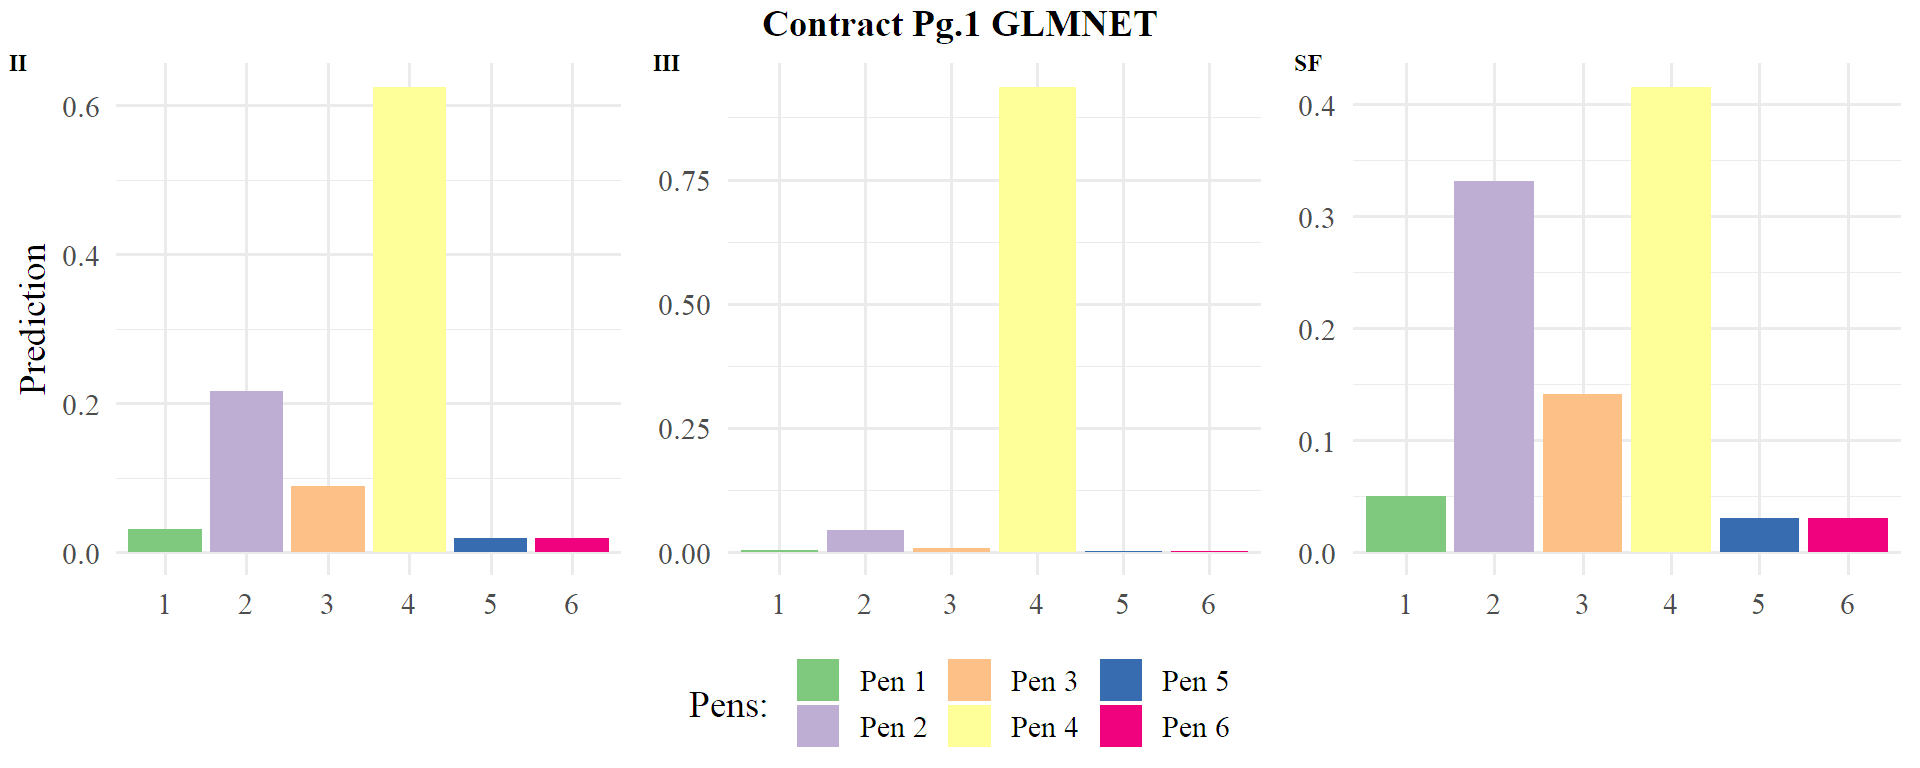 Contract Pg.1 GLMNET
II
III
SF
Prediction
0.6
0.4
0.2
0.0
1 2 3 4 5 6
0.75
0.50
0.25
0.00
1 2 3 4 5 6
0.4
0.3
0.2
0.1
0.0
1 2 3 4 5 6
Pens:
Pen 1 Pen 3 Pen 5
Pen 2 Pen 4 Pen 6